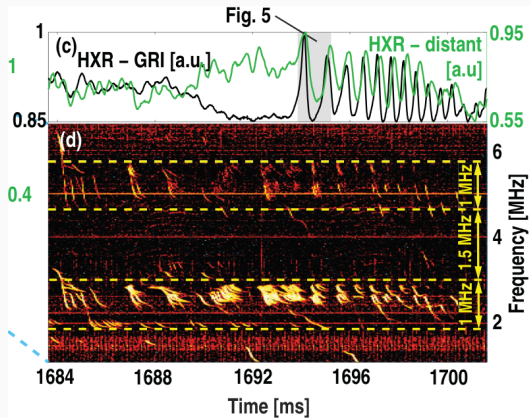 Fig. 5
(c)
HXR – GRI [a.u.]
HXR – distant
[a.u]
1
0.85
1
0.4
0.95
0.55
(d)
6
4
2
Frequency [MHz]
1 MHz
1.5 MHz
1 MHz
1684
1688
1692
1696
1700
Time [ms]